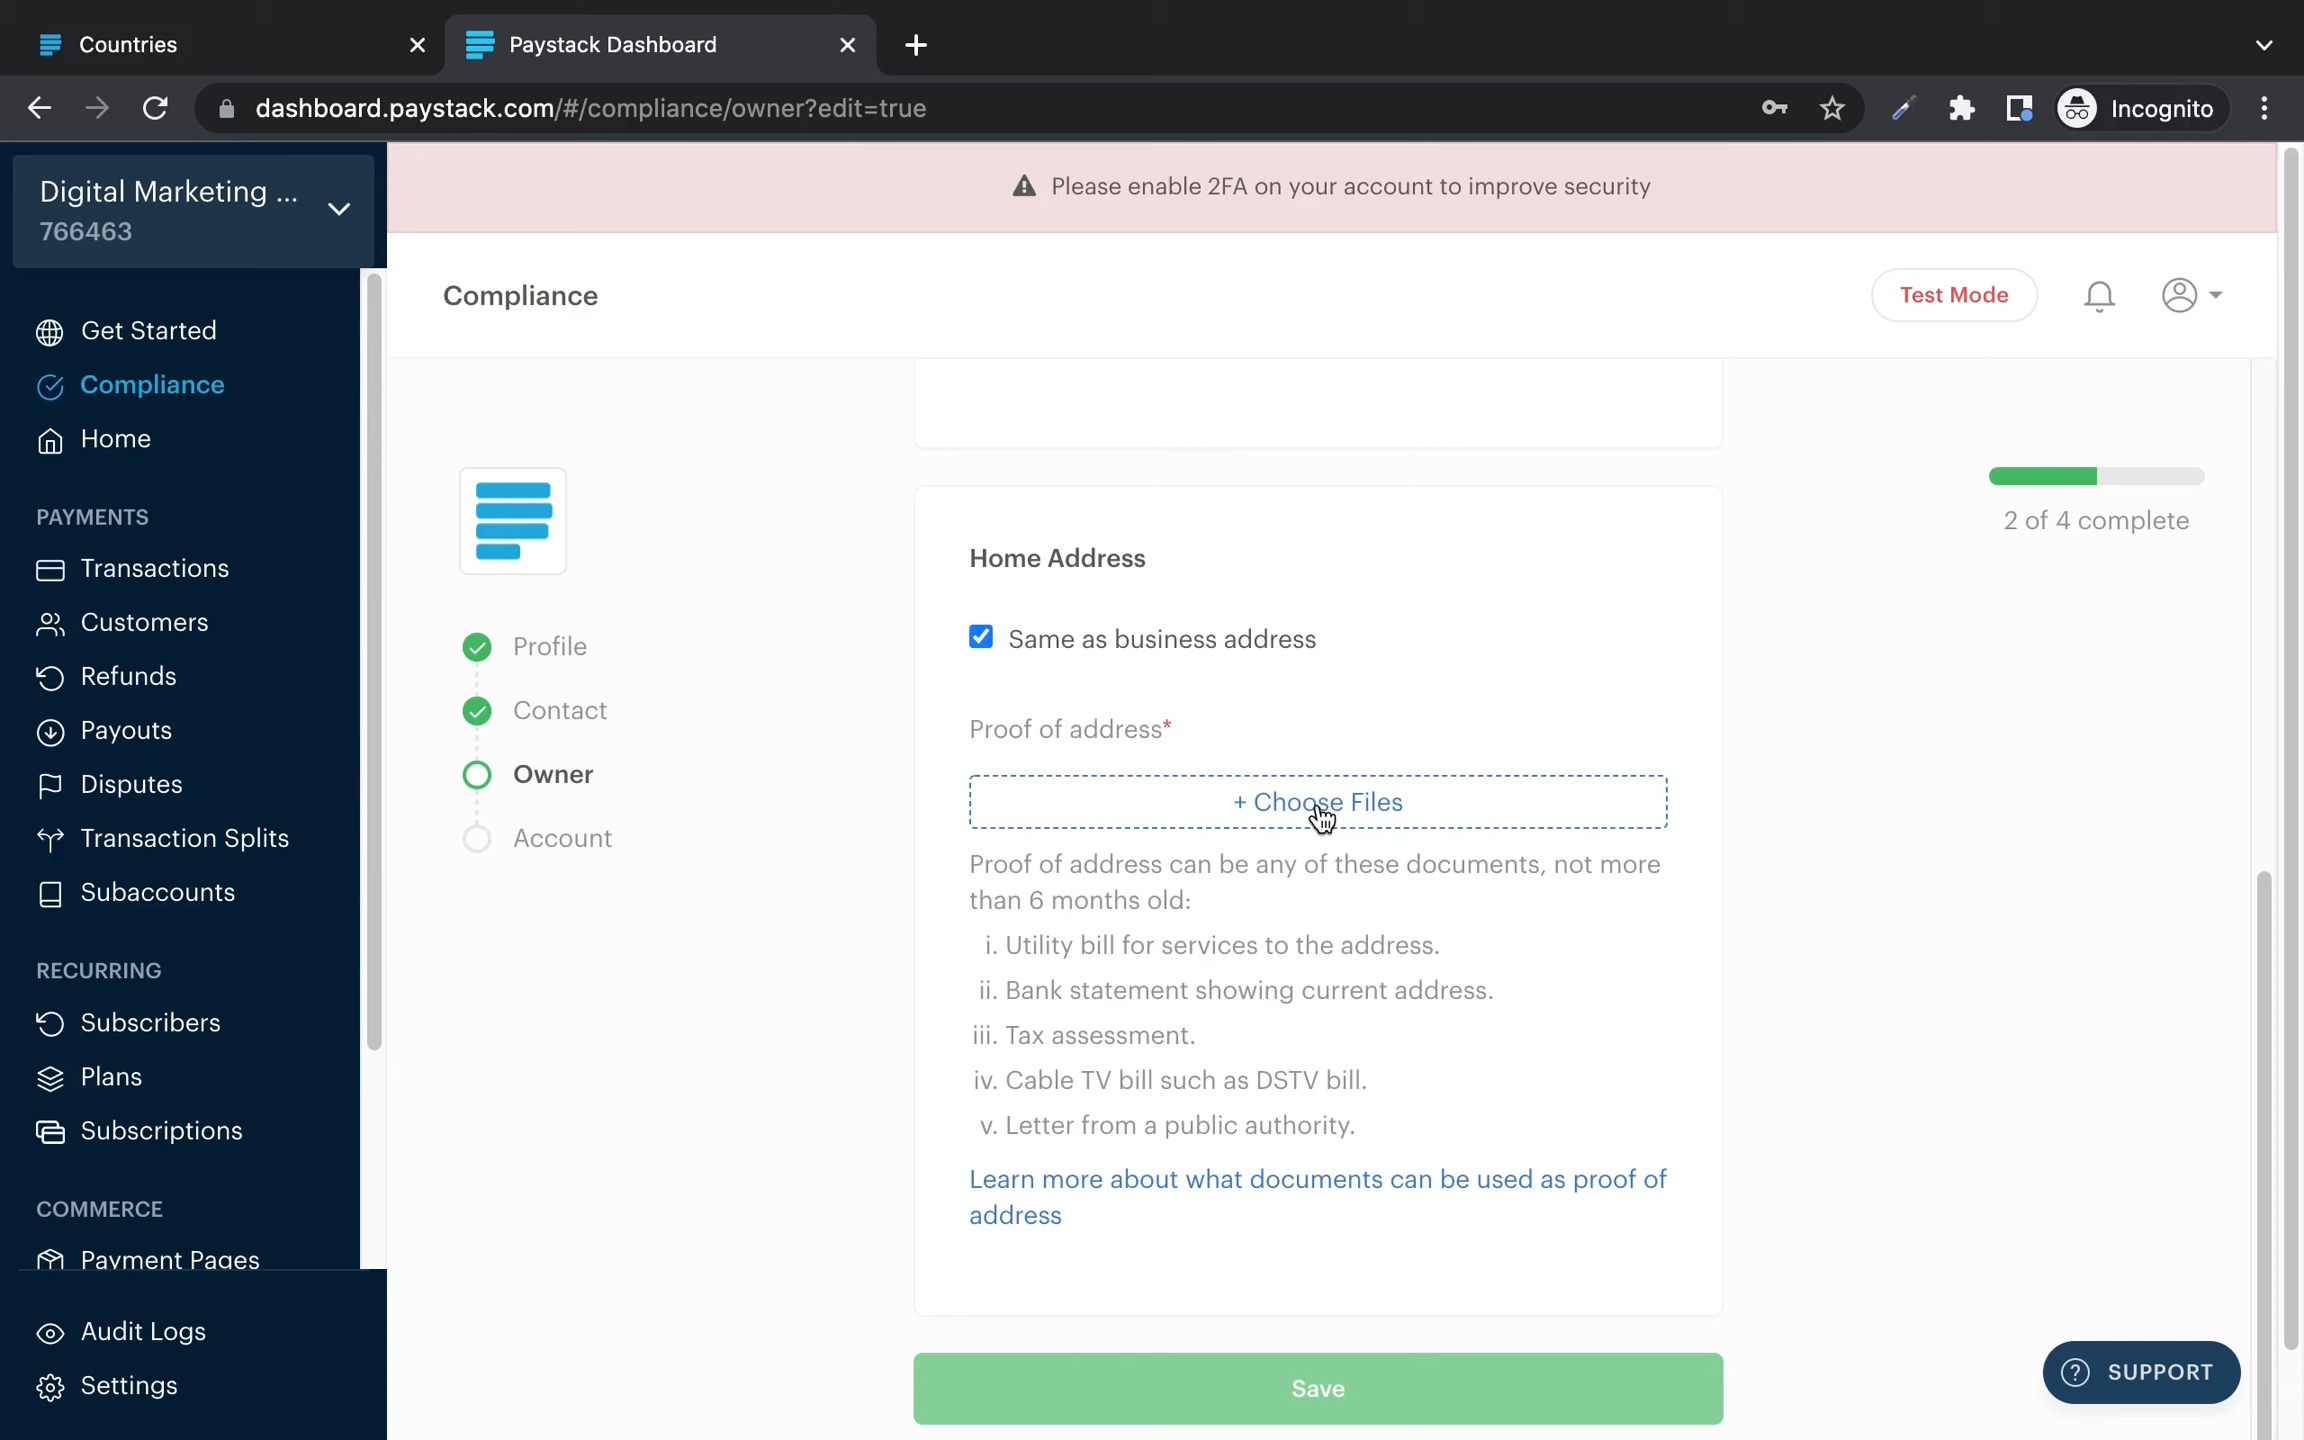 Countries
Paystack Dashboard
dashboard.paystack.com/#/compliance/owner?edit=true
Incognito
Digital Marketing ...
766463
Please enable 2FA on your account to improve security
Compliance
Test Mode
Get Started
Compliance
Home
PAYMENTS
Transactions
Customers
Refunds
Payouts
Disputes
Transaction Splits
Subaccounts
RECURRING
Subscribers
Plans
Subscriptions
COMMERCE
Payment Pages
Audit Logs
Settings
Profile
Contact
Owner
Account
Home Address
Same as business address
Proof of address*
+ Choose Files
Proof of address can be any of these documents, not more
than 6 months old:
i. Utility bill for services to the address.
ii. Bank statement showing current address.
iii. Tax assessment.
iv. Cable TV bill such as DSTV bill.
v. Letter from a public authority.
Learn more about what documents can be used as proof of
address
Save
2 of 4 complete
SUPPORT